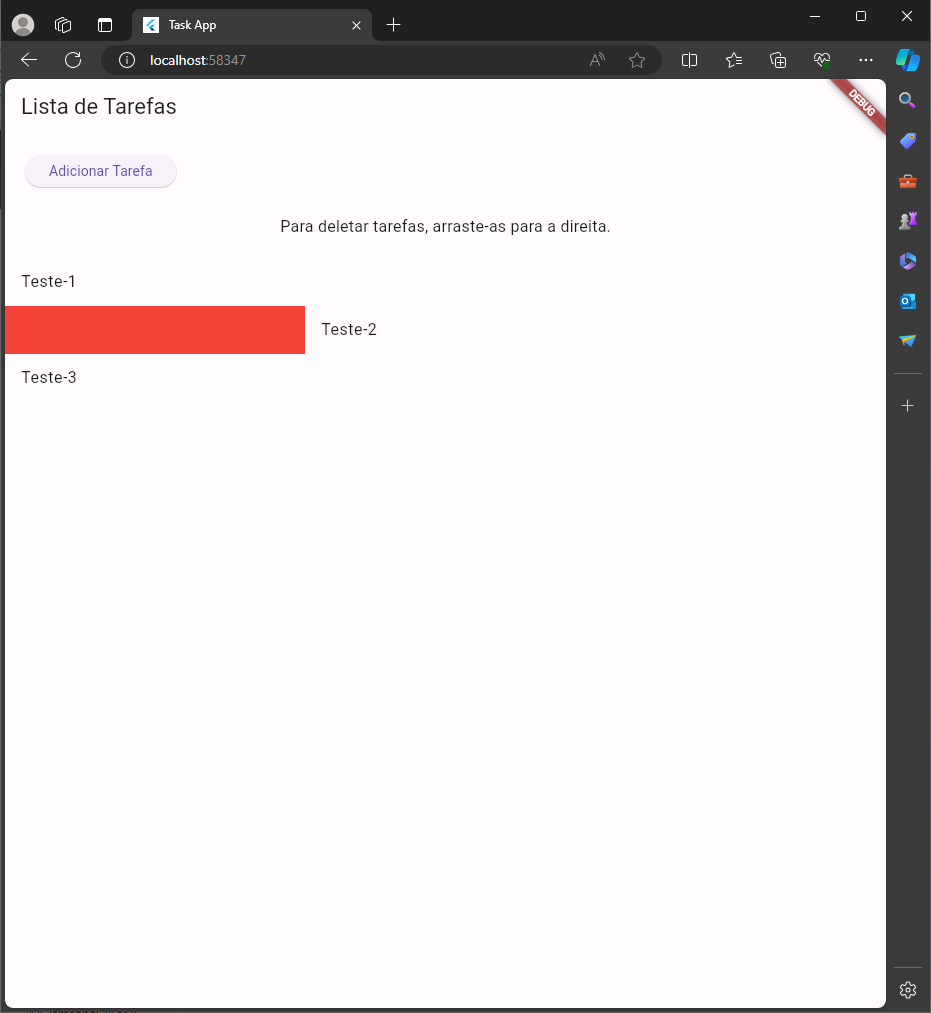 Task App
localhost:58347
Lista de Tarefas
DEBUG
Adicionar Tarefa
Para deletar tarefas, arraste-as para a direita.
Teste-1
Teste-2
Teste-3